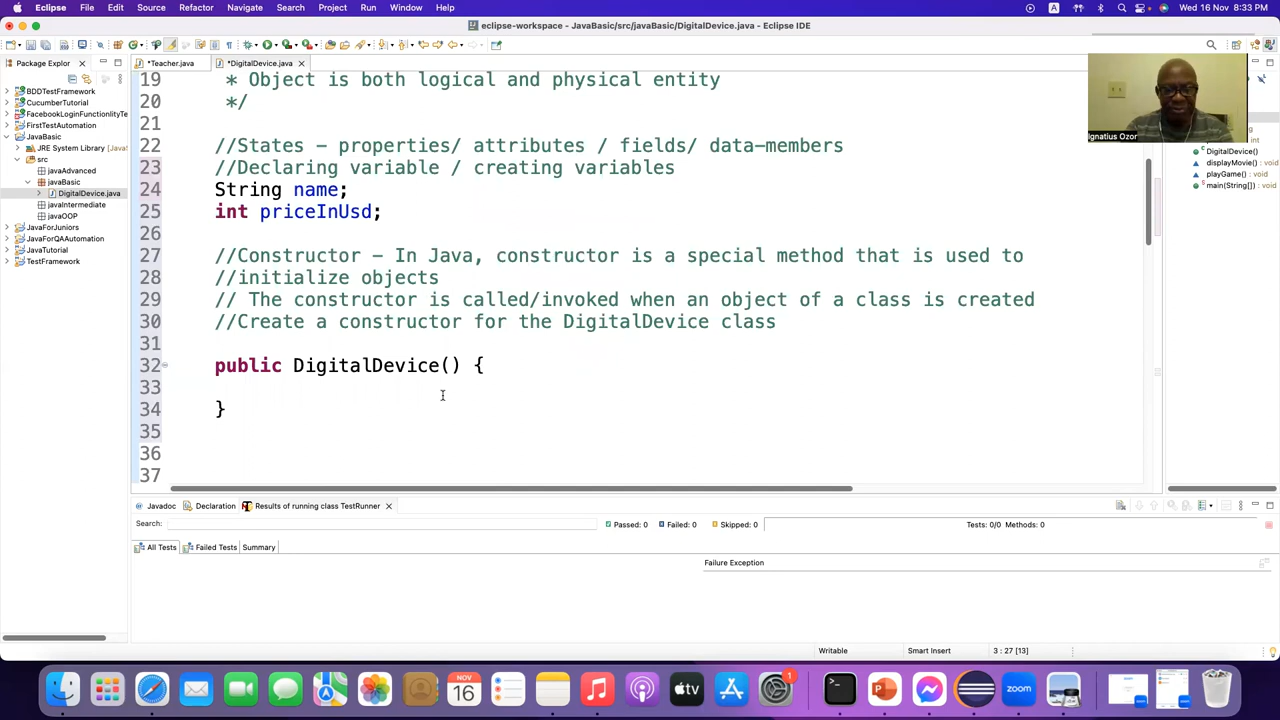 Eclipse File Edit Source Refactor Navigate Search Project Run Window Help
Wed 16 Nov 8:33 PM
eclipse-workspace - JavaBasic/src/javaBasic/DigitalDevice.java - Eclipse IDE
Package Explor
*Teacher.java
*DigitalDevice.java
BDDTestFramework
CucumberTutorial
FacebookLoginFunctionlityTe
FirstTestAutomation
JavaBasic
JRE System Library [Java
src
javaAdvanced
javaBasic
DigitalDevice.java
javaIntermediate
javaOOP
JavaForJuniors
JavaForQAAutomation
JavaTutorial
TestFramework
19 * Object is both logical and physical entity
20 */
21
22 //States - properties/ attributes / fields/ data-members
23 //Declaring variable / creating variables
24 String name;
25 int priceInUsd;
26
27 //Constructor - In Java, constructor is a special method that is used to
28 //initialize objects
29 // The constructor is called/invoked when an object of a class is created
30 //Create a constructor for the DigitalDevice class
31
32 public DigitalDevice() {
33
34 }
35
36
37
Ignatius Ozor
DigitalDevice()
displayMovie() : void
playGame() : void
main(String[]) : vo
Javadoc Declaration Results of running class TestRunner
Search: Passed: 0 Failed: 0 Skipped: 0 Tests: 0/0 Methods: 0
All Tests Failed Tests Summary
Failure Exception
Writable Smart Insert 3 : 27 [13]
NOV
16
tv
1
zoom